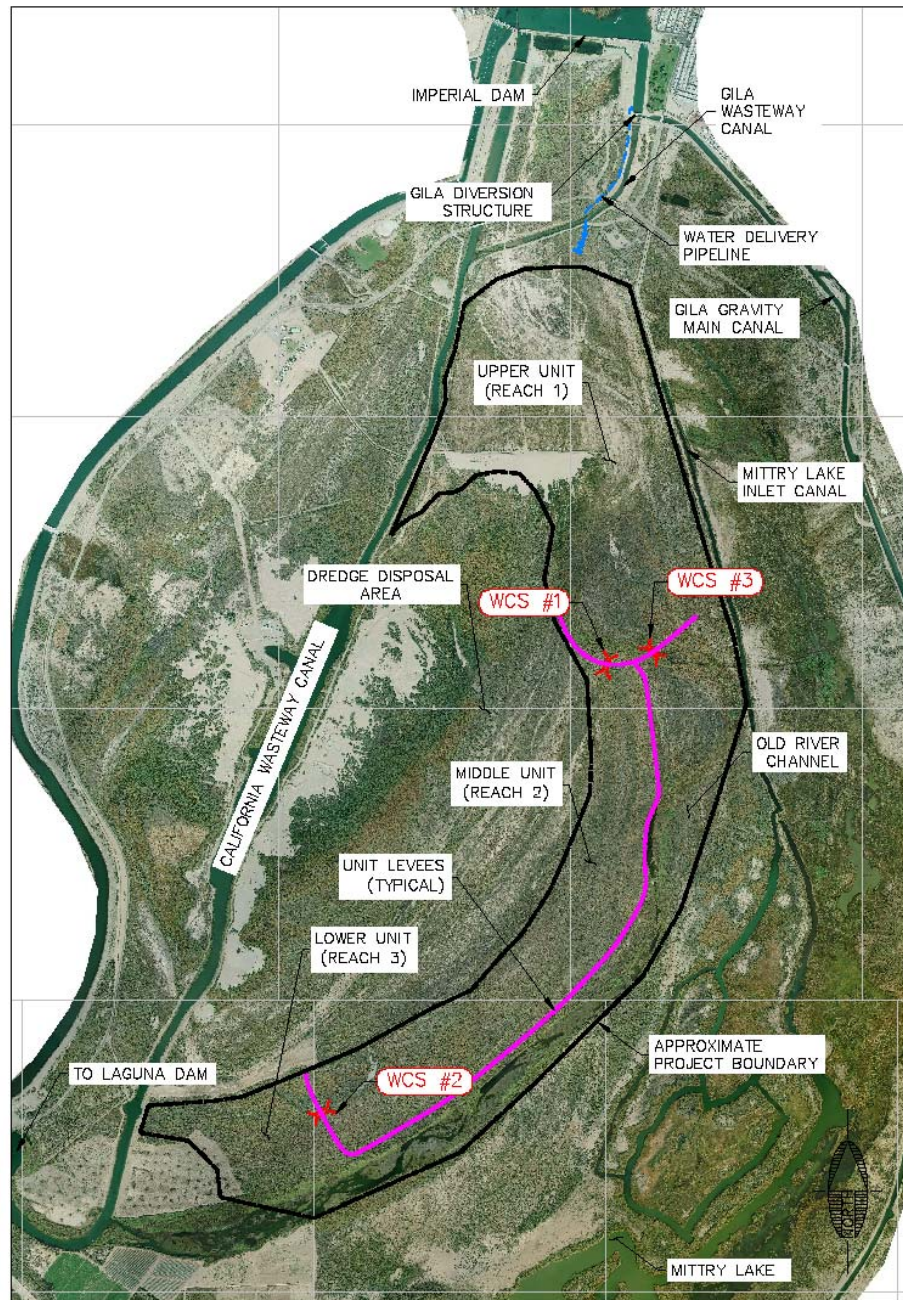 IMPERIAL DAM
GILA
WASTEWAY
CANAL
GILA DIVERSION
STRUCTURE
WATER DELIVERY
PIPELINE
GILA GRAVITY
MAIN CANAL
UPPER UNIT
(REACH 1)
MITTRY LAKE
INLET CANAL
DREDGE DISPOSAL
AREA
WCS #1
WCS #3
CALIFORNIA WASTEWAY CANAL
OLD RIVER
CHANNEL
MIDDLE UNIT
(REACH 2)
UNIT LEVEES
(TYPICAL)
LOWER UNIT
(REACH 3)
APPROXIMATE
PROJECT BOUNDARY
TO LAGUNA DAM
WCS #2
NORTH
MITTRY LAKE